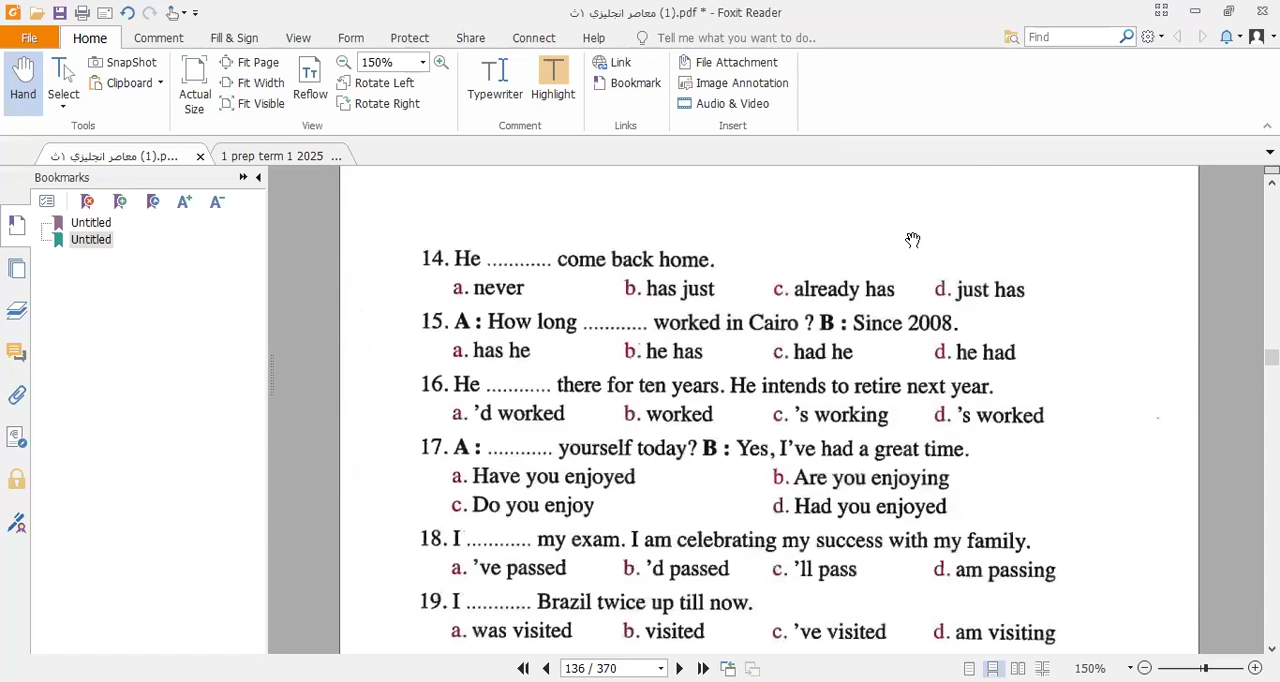 معاصر انجليزي ١ث (1).pdf * - Foxit Reader
File Home Comment Fill & Sign View Form Protect Share Connect Help Tell me what you want to do.. Find
Hand
Select
SnapShot
Clipboard
Actual Size
Fit Page
Fit Width
Fit Visible
Reflow
150%
Rotate Left
Rotate Right
Typewriter
Highlight
Link
Bookmark
File Attachment
Image Annotation
Audio & Video
Tools View Comment Links Insert
معاصر انجليزي ١ث (1).p... 1 prep term 1 2025 ...
Bookmarks
Untitled
Untitled
14. He ............ come back home.
a. never b. has just c. already has d. just has
15. A : How long ............ worked in Cairo ? B : Since 2008.
a. has he b. he has c. had he d. he had
16. He ............ there for ten years. He intends to retire next year.
a. ’d worked b. worked c. ’s working d. ’s worked
17. A : ............ yourself today? B : Yes, I’ve had a great time.
a. Have you enjoyed b. Are you enjoying
c. Do you enjoy d. Had you enjoyed
18. I ............ my exam. I am celebrating my success with my family.
a. ’ve passed b. ’d passed c. ’ll pass d. am passing
19. I ............ Brazil twice up till now.
a. was visited b. visited c. ’ve visited d. am visiting
136 / 370 150%